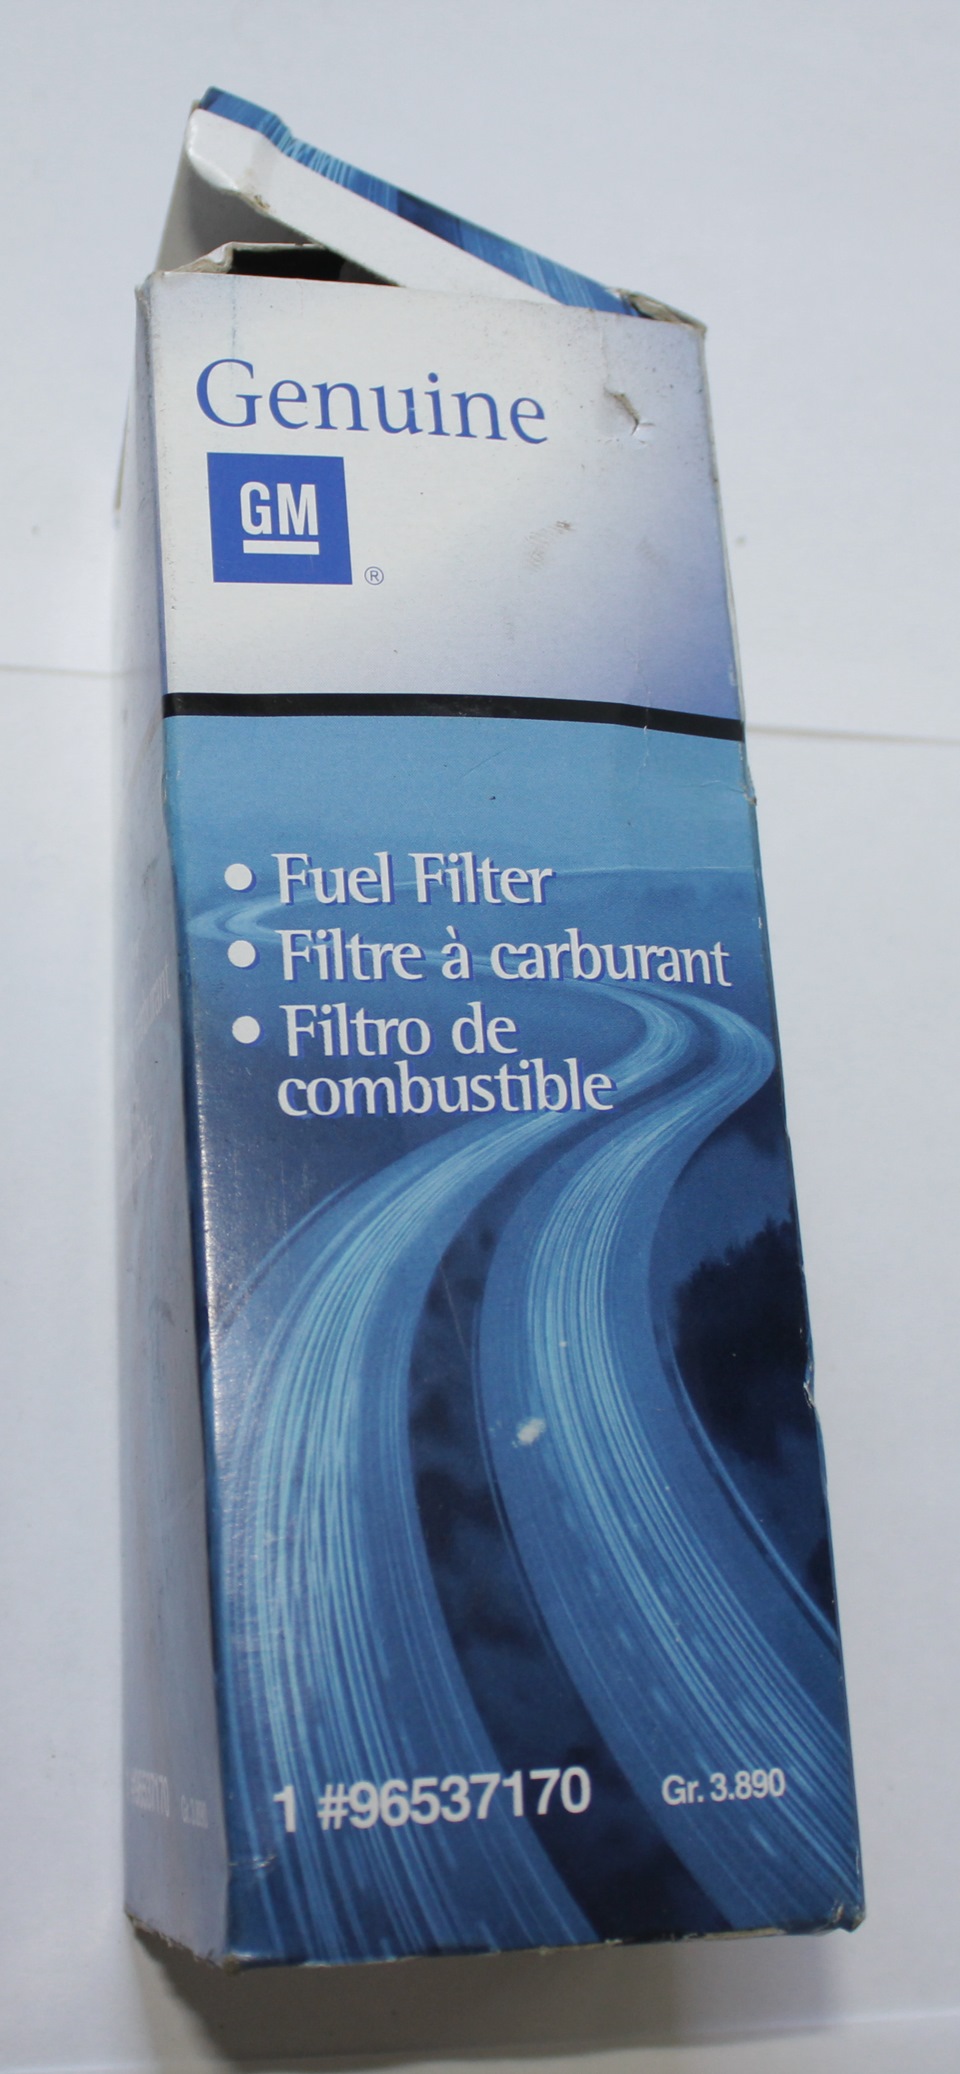 Genuine
GM
®
• Fuel Filter
• Filtre à carburant
• Filtro de
combustible
1 #96537170 Gr. 3.890